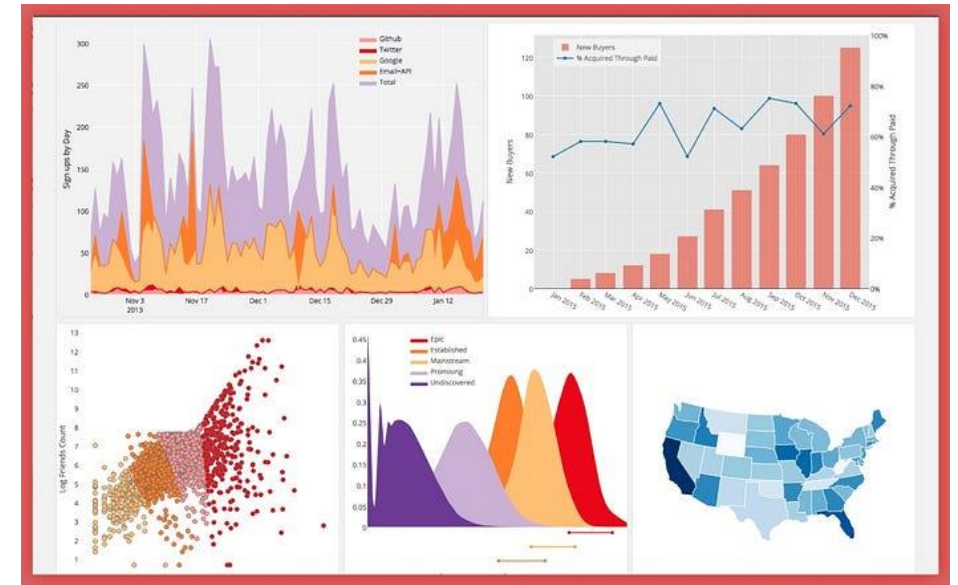 300
250
200
150
100
50
0
Sign ups by Day
Github
Twitter
Google
Email+API
Total
Nov 3
2013
Nov 17
Dec 1
Dec 15
Dec 29
Jan 12
New Buyers
% Acquired Through Paid
120
100
80
60
40
20
0
New Buyers
100%
80%
60%
40%
20%
0%
% Acquired Through Paid
Jan 2015
Feb 2015
Mar 2015
Apr 2015
May 2015
Jun 2015
Jul 2015
Aug 2015
Sep 2015
Oct 2015
Nov 2015
Dec 2015
13
12
11
10
9
8
7
6
5
4
3
2
1
Log Friends Count
0.45
0.4
0.35
0.3
0.25
0.2
0.15
0.1
0.05
0
Epic
Established
Mainstream
Promising
Undiscovered